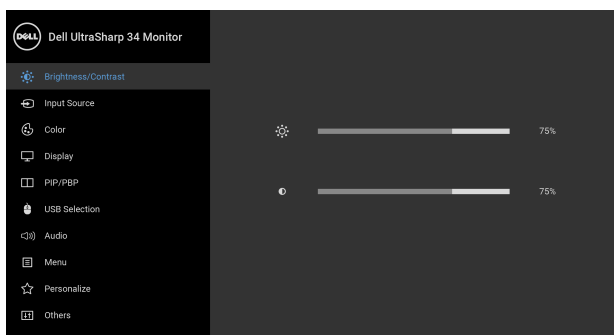 DELL Dell UltraSharp 34 Monitor
Brightness/Contrast
Input Source
Color
75%
Display
PIP/PBP
75%
USB Selection
Audio
Menu
Personalize
Others